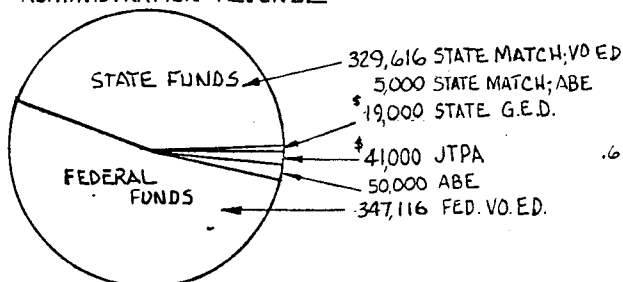 ADMINISTRATION REVENUE
STATE FUNDS
329,616 STATE MATCH; VO ED
5,000 STATE MATCH; ABE
$19,000 STATE G.E.D.
$41,000 JTPA .6
50,000 ABE
347,116 FED. VO. ED.
FEDERAL
FUNDS